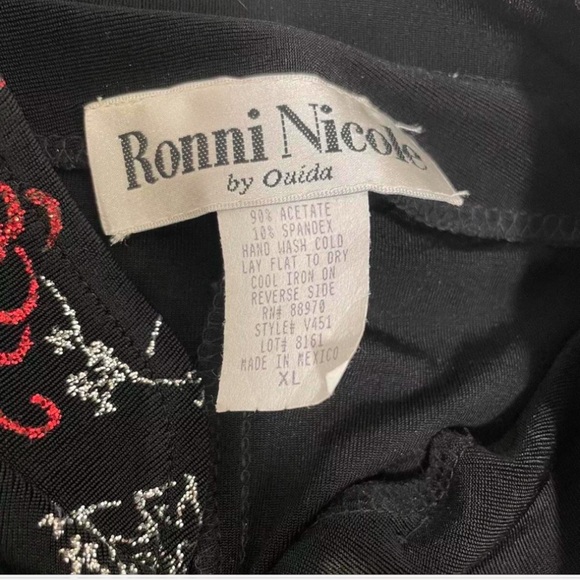 Ronni Nicole
by Ouida
90% ACETATE
10% SPANDEX
HAND WASH COLD
LAY FLAT TO DRY
COOL IRON ON
REVERSE SIDE
RN# 88970
STYLE# V451
LOT# 8161
MADE IN MEXICO
XL